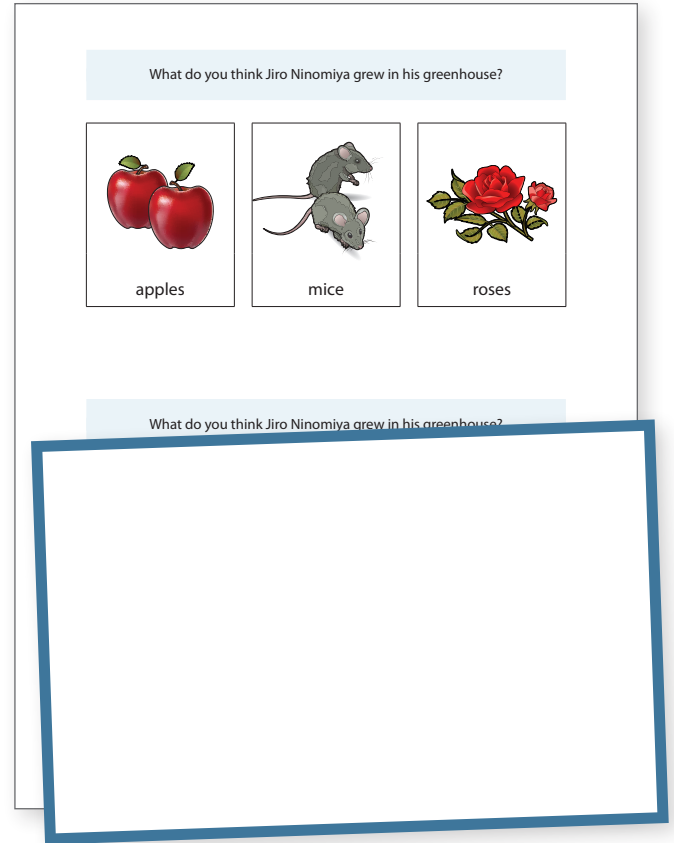 What do you think Jiro Ninomiya grew in his greenhouse?
apples
mice
roses
What do you think Jiro Ninomiya grew in his greenhouse?